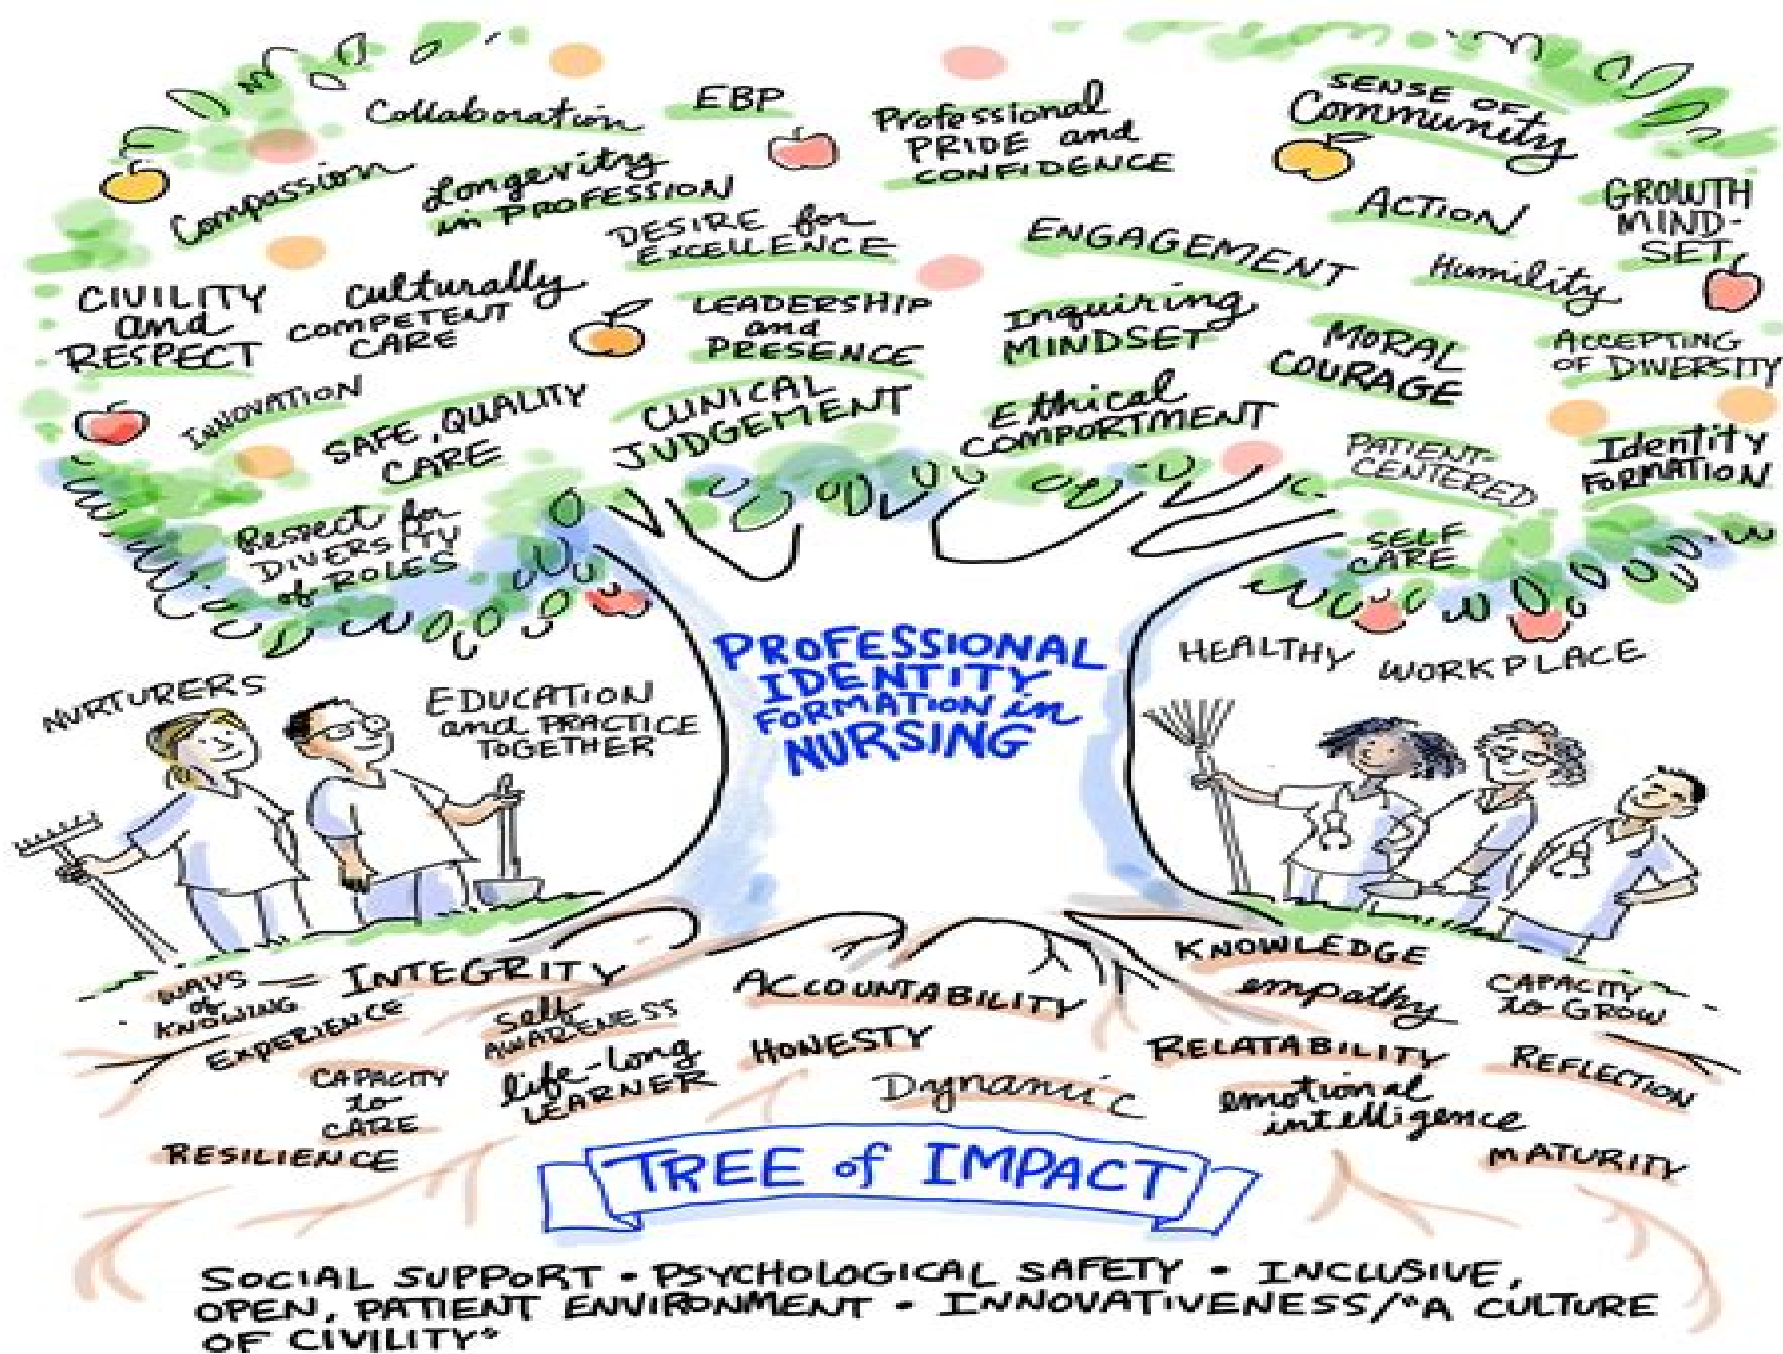 Collaboration
EBP
Professional
PRIDE and
CONFIDENCE
SENSE OF
Community
Compassion
Longevity
in PROFESSION
DESIRE for
EXCELLENCE
ENGAGEMENT
ACTION
GROWTH
MIND-
SET
Humility
CIVILITY
and
RESPECT
culturally
COMPETENT
CARE
LEADERSHIP
and
PRESENCE
Inquiring
MINDSET
MORAL
COURAGE
ACCEPTING
OF DIVERSITY
INNOVATION
SAFE, QUALITY
CARE
CLINICAL
JUDGEMENT
Ethical
COMPORTMENT
PATIENT-
CENTERED
Identity
FORMATION
Respect for
DIVERSITY
of ROLES
SELF
CARE
PROFESSIONAL
IDENTITY
FORMATION in
NURSING
NURTURERS
EDUCATION
and PRACTICE
TOGETHER
HEALTHY WORKPLACE
WAYS
of
KNOWING
INTEGRITY
EXPERIENCE
Self
AWARENESS
ACCOUNTABILITY
KNOWLEDGE
empathy
CAPACITY
to GROW
CAPACITY
to
CARE
life-long
LEARNER
HONESTY
Dynamic
RELATABILITY
REFLECTION
emotional
intelligence
RESILIENCE
MATURITY
TREE of IMPACT
SOCIAL SUPPORT • PSYCHOLOGICAL SAFETY • INCLUSIVE,
OPEN, PATIENT ENVIRONMENT • INNOVATIVENESS/"A CULTURE
OF CIVILITY"